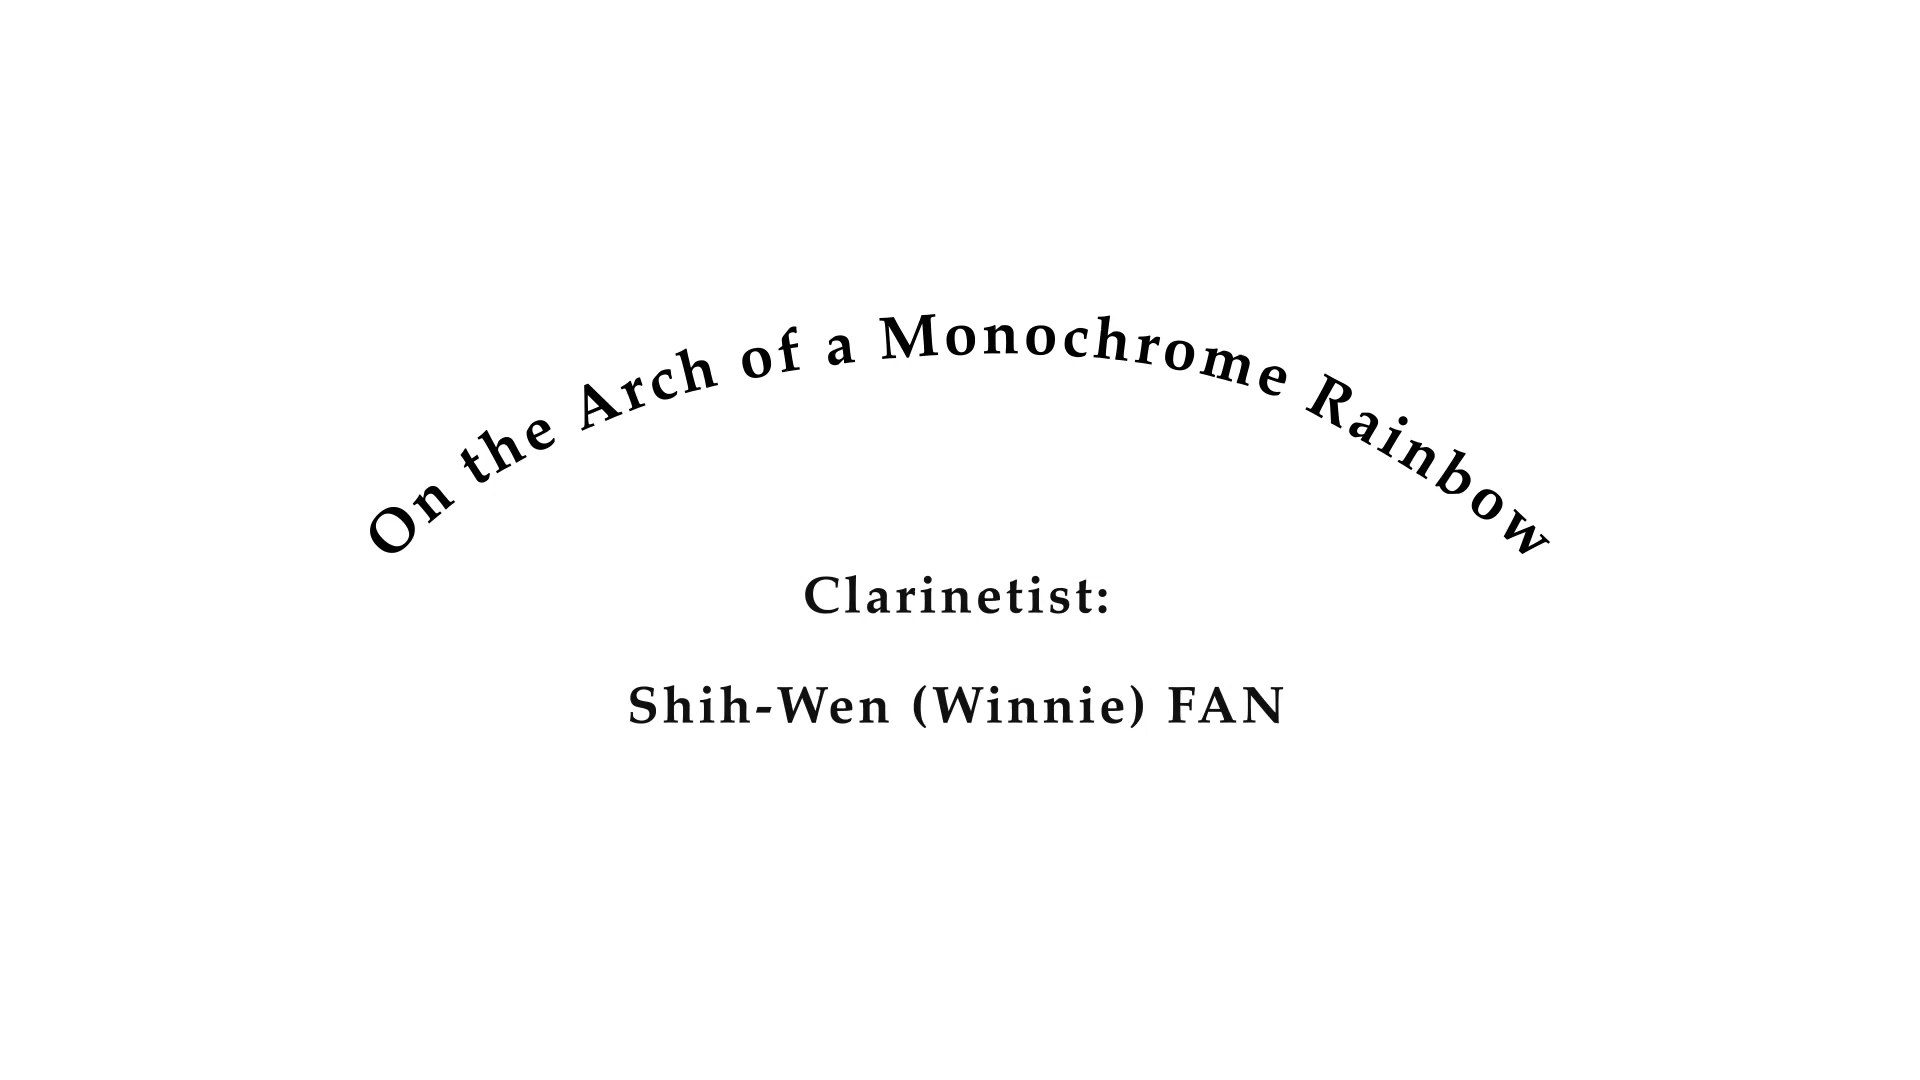 On the Arch of a Monochrome Rainbow
Clarinetist:
Shih-Wen (Winnie) FAN